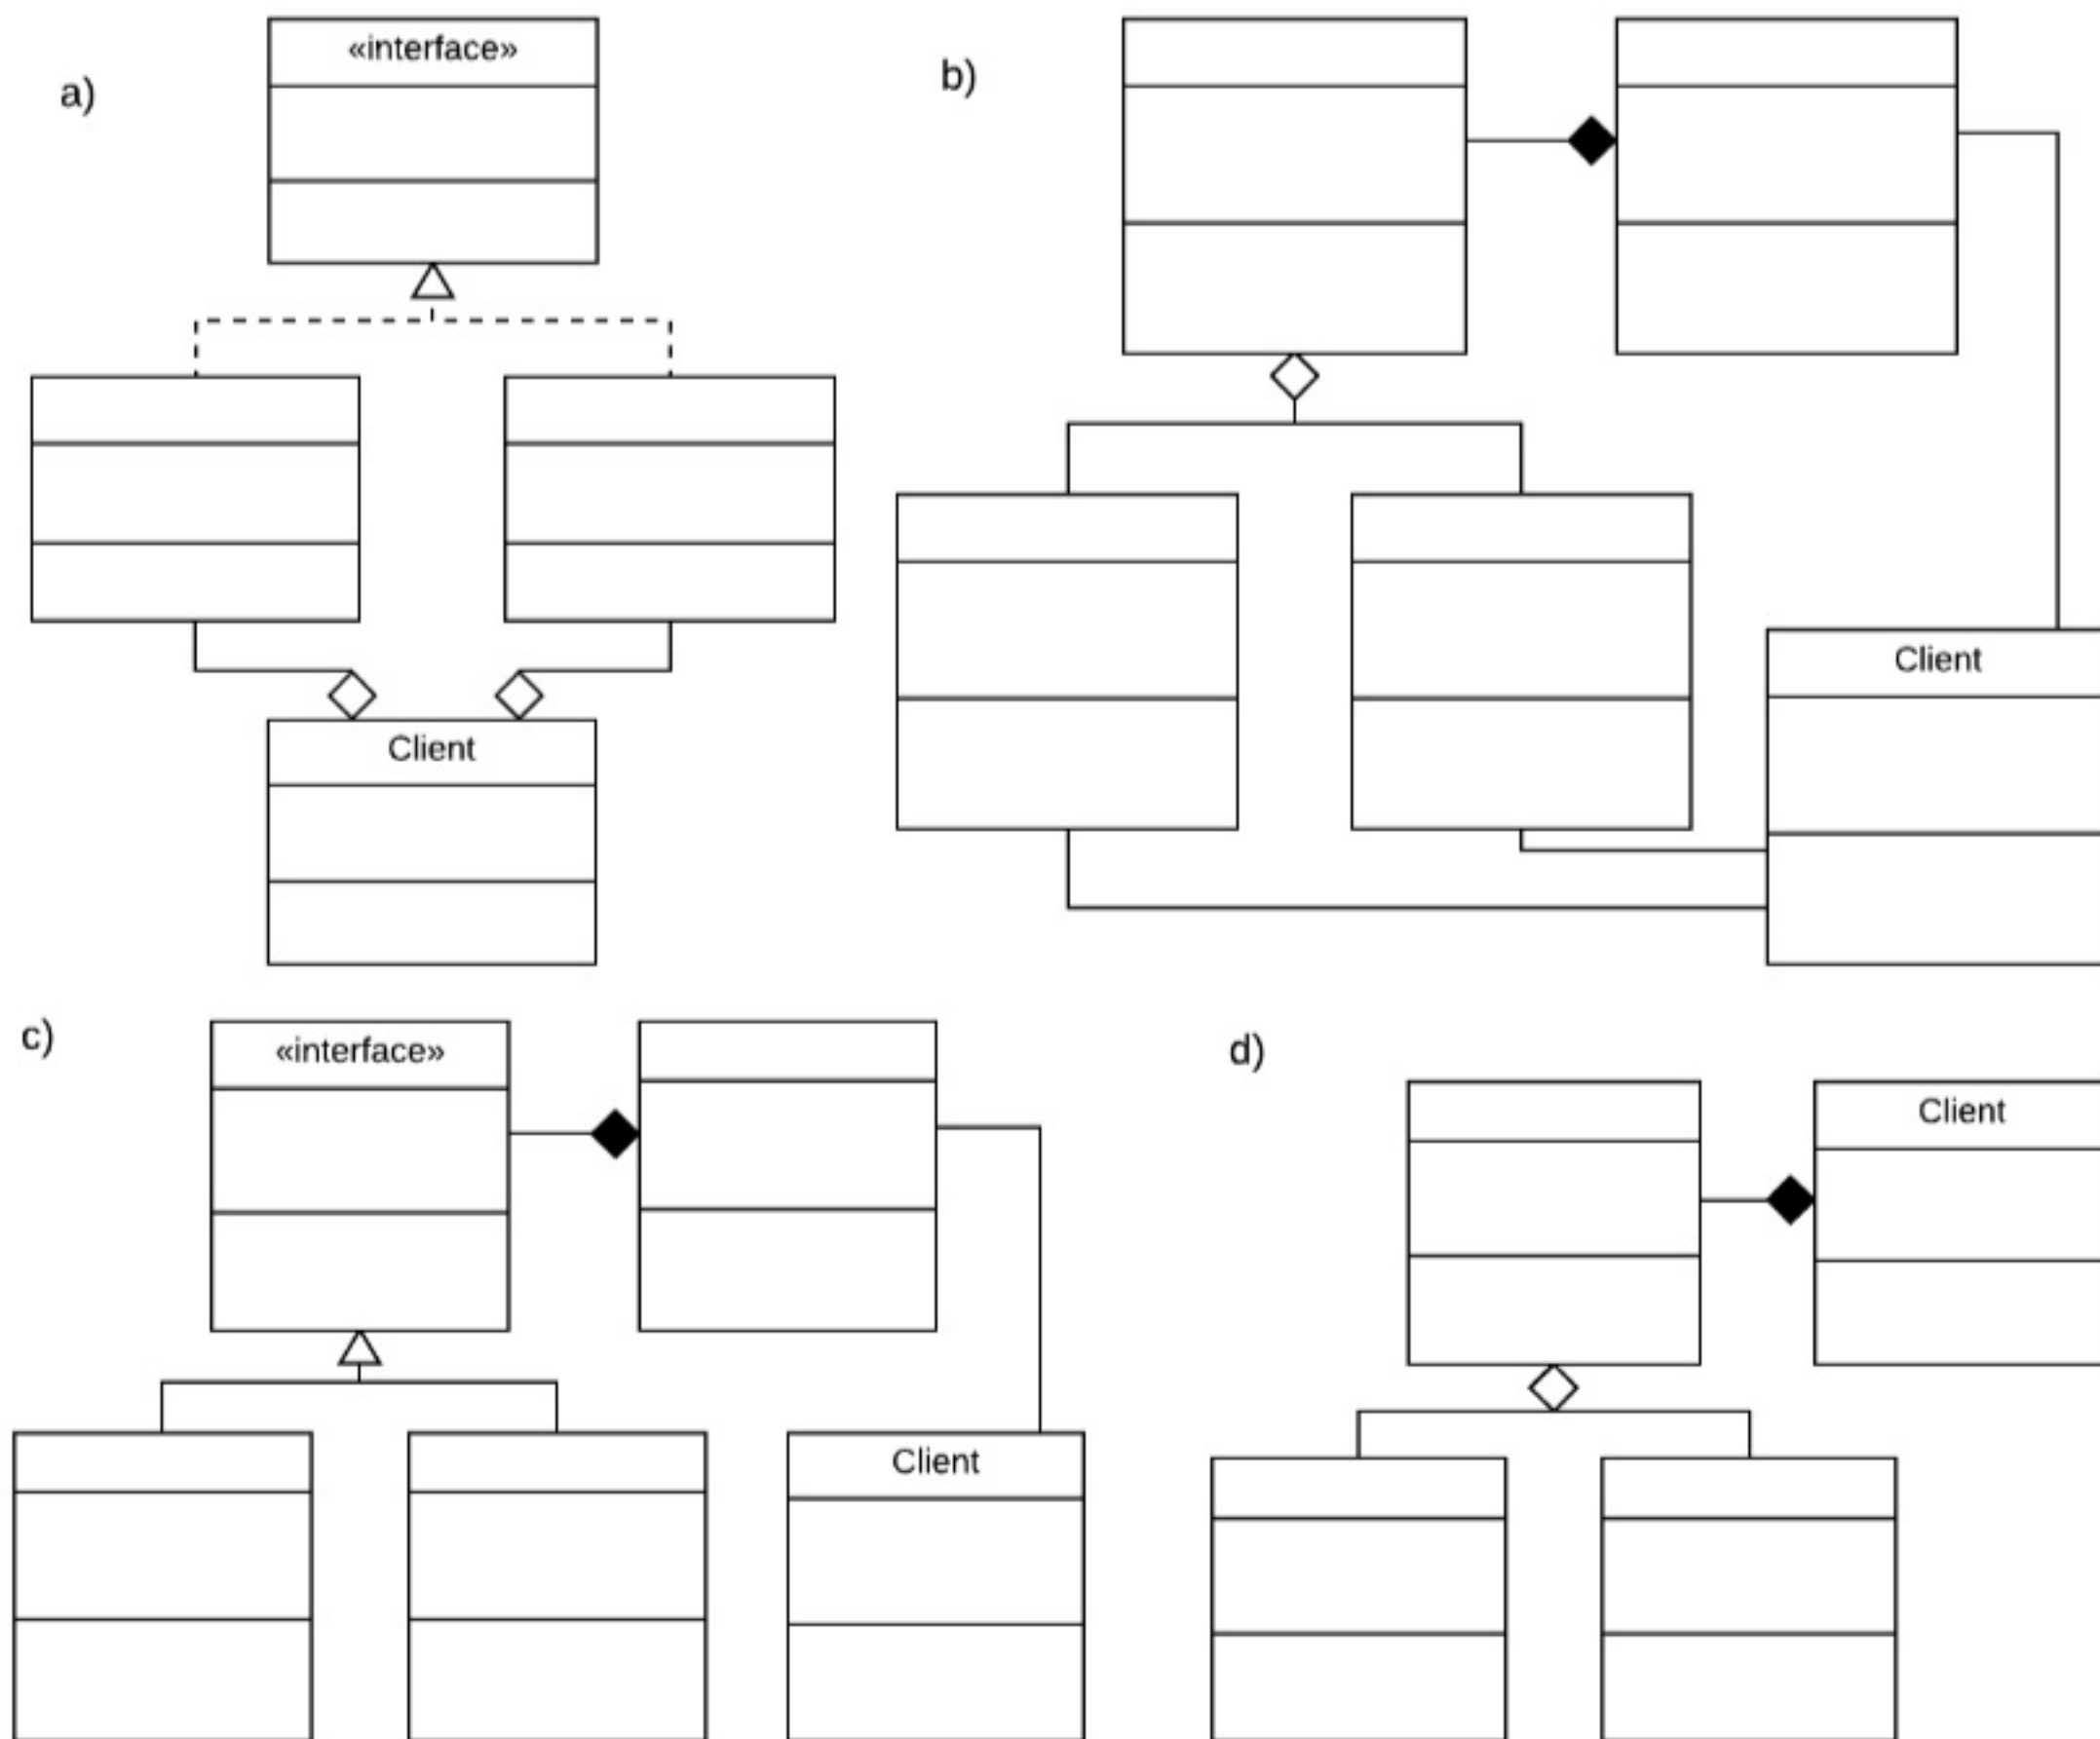 a)
«interface»
Client
b)
Client
c)
«interface»
Client
d)
Client